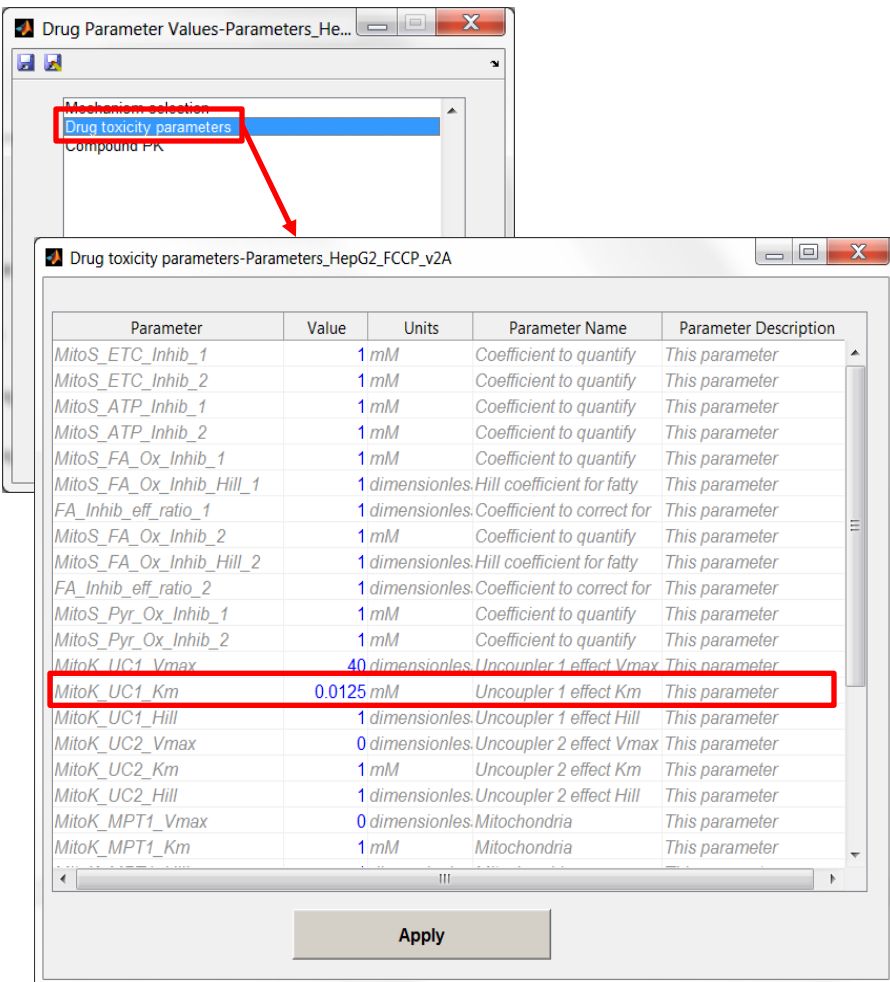 Drug Parameter Values-Parameters_He...
Mechanism selection
Drug toxicity parameters
Compound PK
Drug toxicity parameters-Parameters_HepG2_FCCP_v2A
Parameter Value Units Parameter Name Parameter Description
MitoS_ETC_Inhib_1 1 mM Coefficient to quantify This parameter
MitoS_ETC_Inhib_2 1 mM Coefficient to quantify This parameter
MitoS_ATP_Inhib_1 1 mM Coefficient to quantify This parameter
MitoS_ATP_Inhib_2 1 mM Coefficient to quantify This parameter
MitoS_FA_Ox_Inhib_1 1 mM Coefficient to quantify This parameter
MitoS_FA_Ox_Inhib_Hill_1 1 dimensionles Hill coefficient for fatty This parameter
FA_Inhib_eff_ratio_1 1 dimensionles Coefficient to correct for This parameter
MitoS_FA_Ox_Inhib_2 1 mM Coefficient to quantify This parameter
MitoS_FA_Ox_Inhib_Hill_2 1 dimensionles Hill coefficient for fatty This parameter
FA_Inhib_eff_ratio_2 1 dimensionles Coefficient to correct for This parameter
MitoS_Pyr_Ox_Inhib_1 1 mM Coefficient to quantify This parameter
MitoS_Pyr_Ox_Inhib_2 1 mM Coefficient to quantify This parameter
MitoK_UC1_Vmax 40 dimensionles Uncoupler 1 effect Vmax This parameter
MitoK_UC1_Km 0.0125 mM Uncoupler 1 effect Km This parameter
MitoK_UC1_Hill 1 dimensionles Uncoupler 1 effect Hill This parameter
MitoK_UC2_Vmax 0 dimensionles Uncoupler 2 effect Vmax This parameter
MitoK_UC2_Km 1 mM Uncoupler 2 effect Km This parameter
MitoK_UC2_Hill 1 dimensionles Uncoupler 2 effect Hill This parameter
MitoK_MPT1_Vmax 0 dimensionles Mitochondria This parameter
MitoK_MPT1_Km 1 mM Mitochondria This parameter
Apply